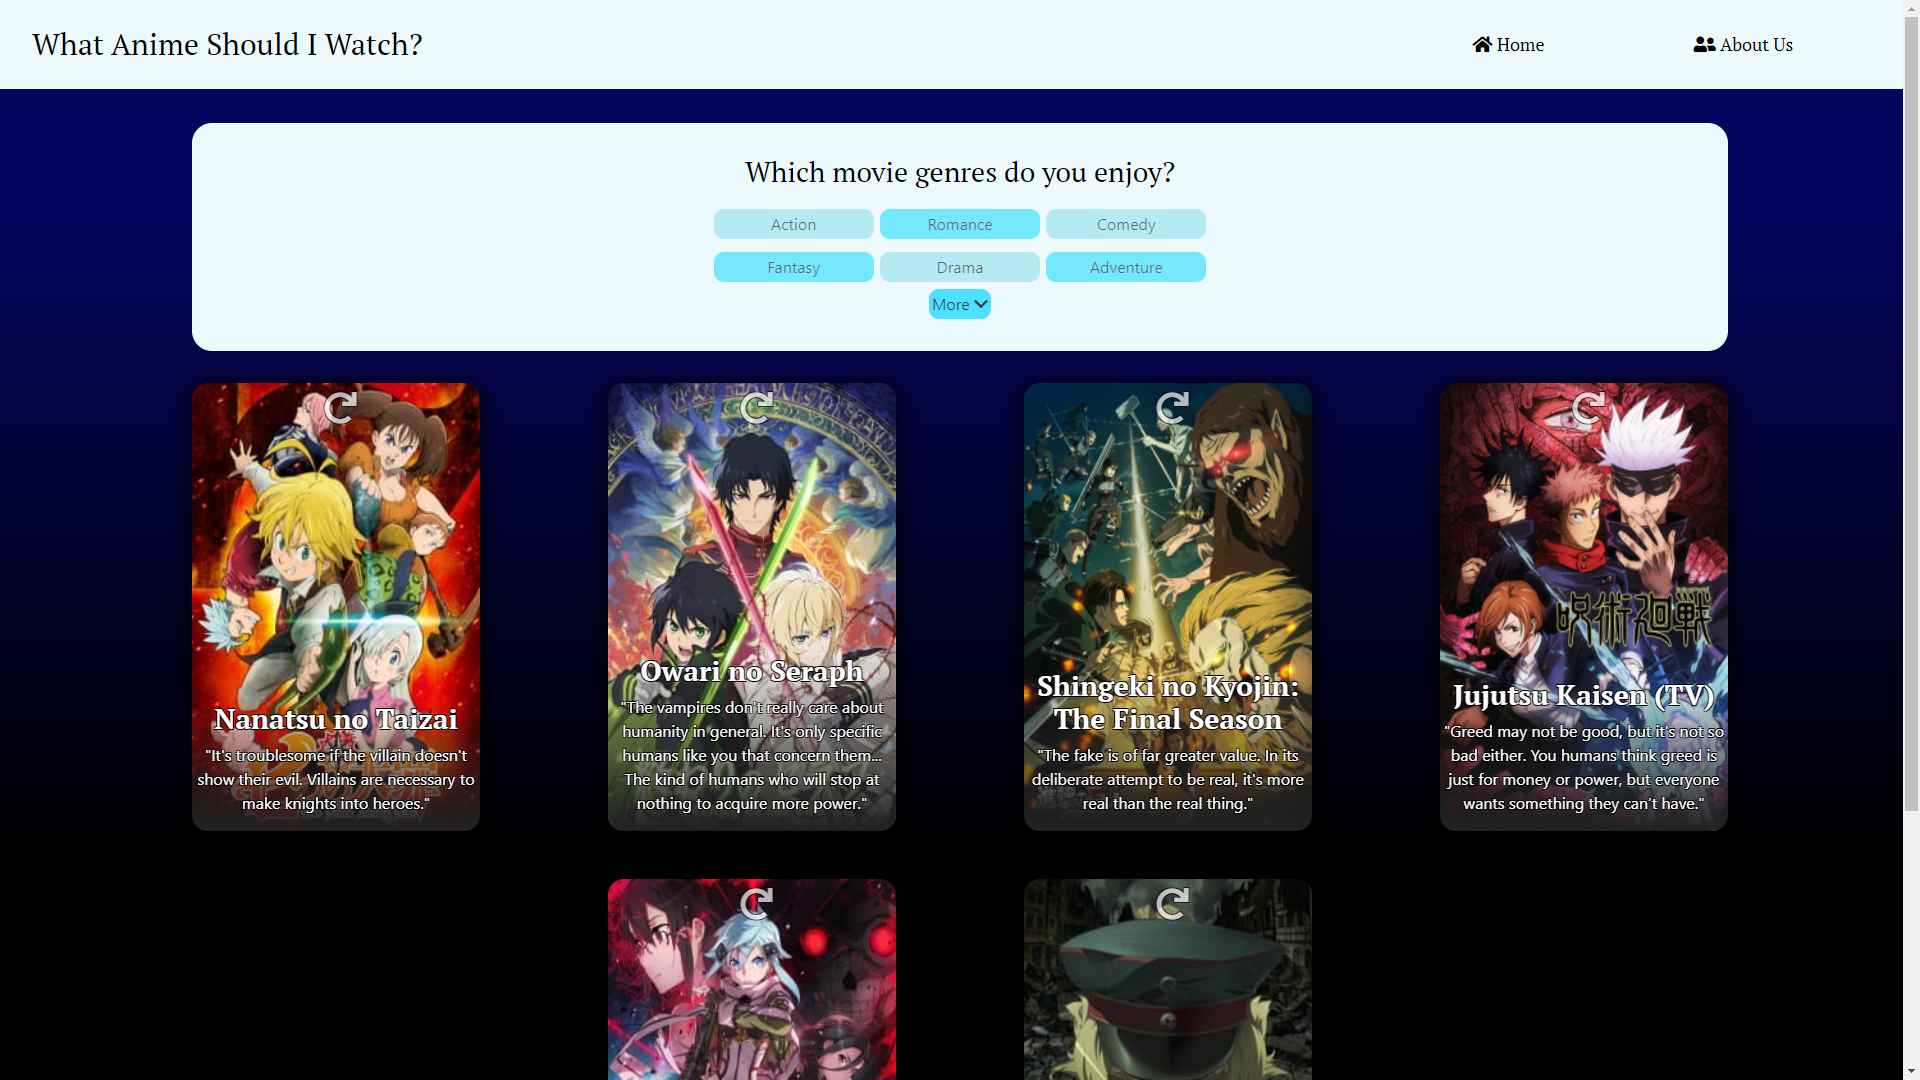 What Anime Should I Watch?
Home
About Us
Which movie genres do you enjoy?
Action
Romance
Comedy
Fantasy
Drama
Adventure
More
Nanatsu no Taizai
"It's troublesome if the villain doesn't
show their evil. Villains are necessary to
make knights into heroes."
Owari no Seraph
"The vampires don't really care about
humanity in general. It's only specific
humans like you that concern them...
The kind of humans who will stop at
nothing to acquire more power."
Shingeki no Kyojin:
The Final Season
"The fake is of far greater value. In its
deliberate attempt to be real, it's more
real than the real thing."
呪術廻戦
Jujutsu Kaisen (TV)
"Greed may not be good, but it's not so
bad either. You humans think greed is
just for money or power, but everyone
wants something they can’t have."